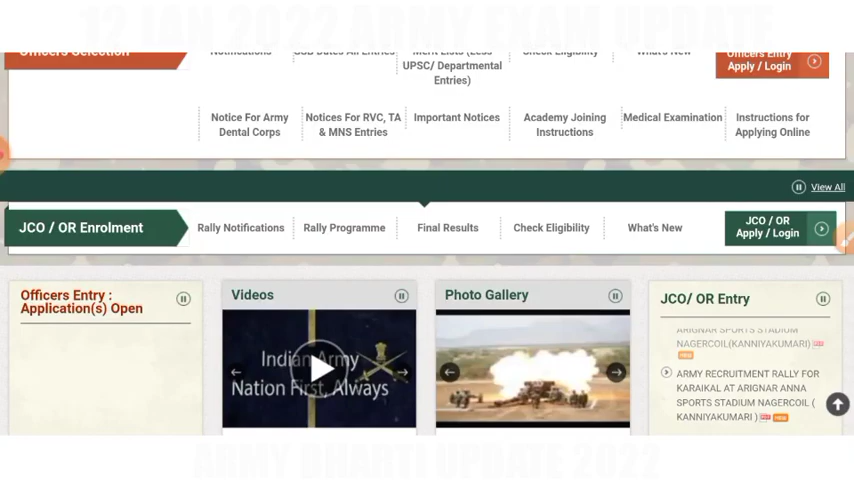 12 JAN 2022 ARMY EXAM UPDATE
Officers Selection
Notifications
SSB Dates All Entries
Merit Lists (Less
UPSC/ Departmental
Entries)
Check Eligibility
What's New
Officers Entry
Apply / Login
Notice For Army
Dental Corps
Notices For RVC, TA
& MNS Entries
Important Notices
Academy Joining
Instructions
Medical Examination
Instructions for
Applying Online
View All
JCO / OR Enrolment
Rally Notifications
Rally Programme
Final Results
Check Eligibility
What's New
JCO / OR
Apply / Login
Officers Entry :
Application(s) Open
Videos
Indian Army
Nation First, Always
Photo Gallery
JCO/ OR Entry
ARIGNAR SPORTS STADIUM
NAGERCOIL(KANNIYAKUMARI)
NEW
ARMY RECRUITMENT RALLY FOR
KARAIKAL AT ARIGNAR ANNA
SPORTS STADIUM NAGERCOIL (
KANNIYAKUMARI ) NEW
ARMY BHARTI UPDATE 2022